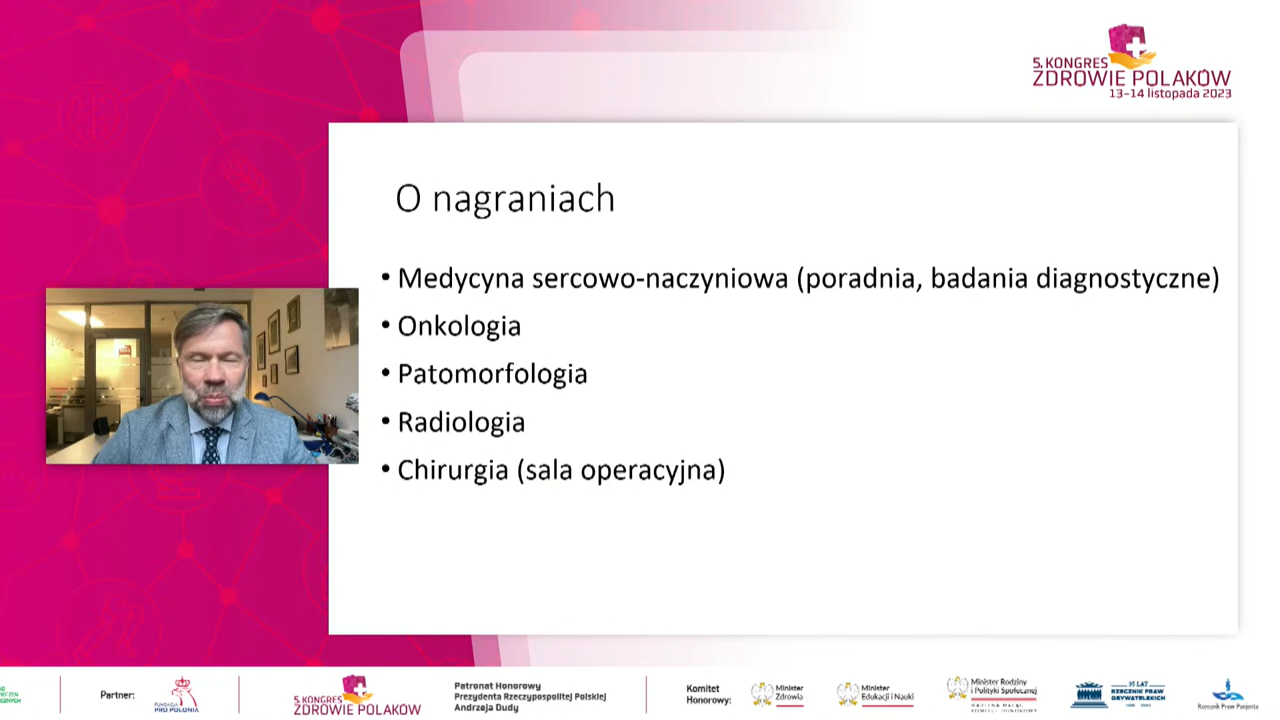 5. KONGRES
ZDROWIE POLAKÓW
13-14 listopada 2023
O nagraniach
• Medycyna sercowo-naczyniowa (poradnia, badania diagnostyczne)
• Onkologia
• Patomorfologia
• Radiologia
• Chirurgia (sala operacyjna)
Partner:
FUNDACJA
PRO POLONIA
5. KONGRES
ZDROWIE POLAKÓW
Patronat Honorowy
Prezydenta Rzeczypospolitej Polskiej
Andrzeja Dudy
Komitet
Honorowy:
Minister
Zdrowia
Minister
Edukacji i Nauki
Minister Rodziny
i Polityki Społecznej
35 LAT
RZECZNIK PRAW
OBYWATELSKICH
Rzecznik Praw Pacjenta